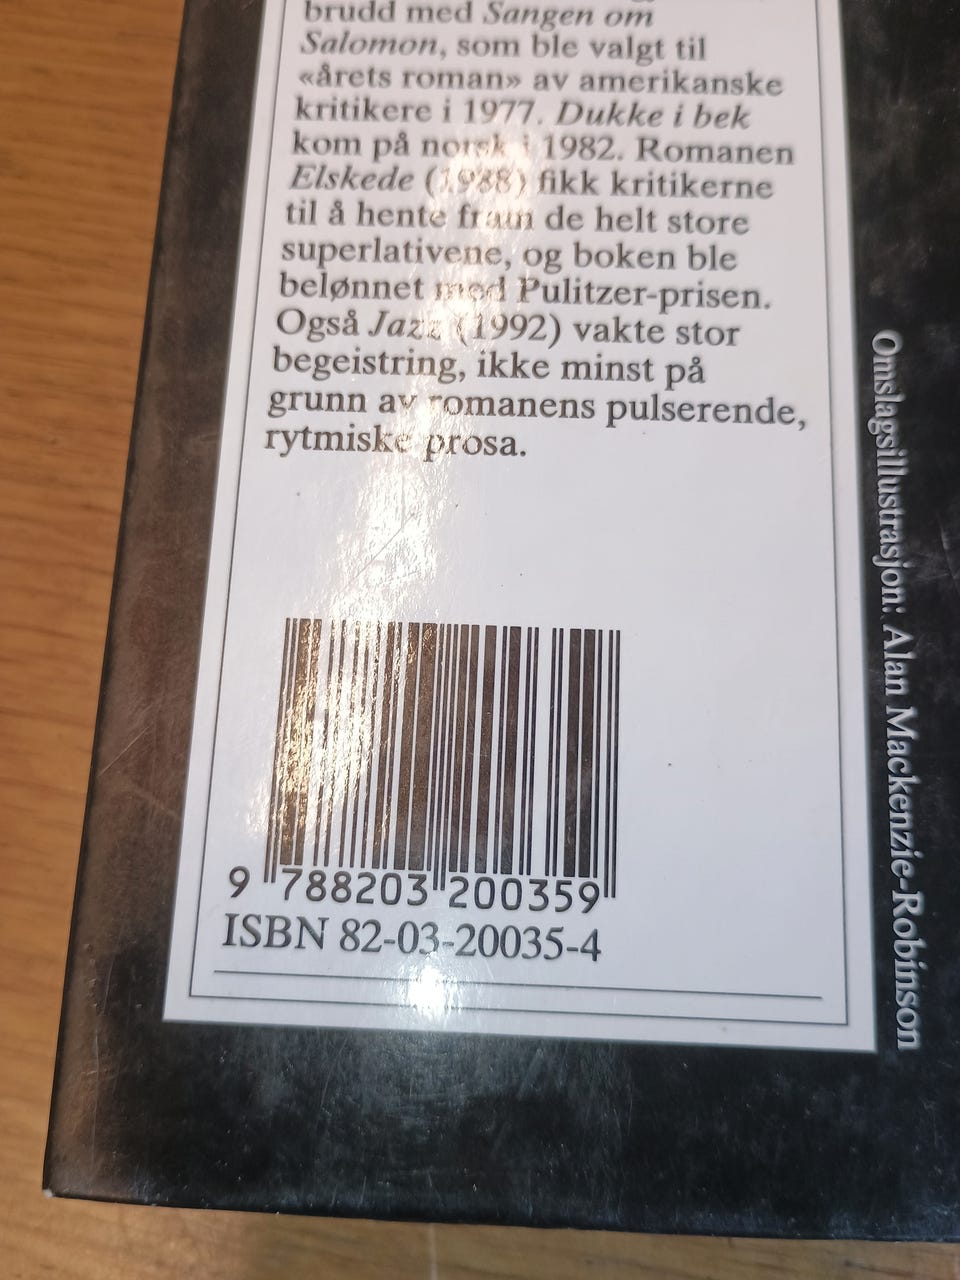 brudd med Sangen om
Salomon, som ble valgt til
«årets roman» av amerikanske
kritikere i 1977. Dukke i bek
kom på norsk i 1982. Romanen
Elskede (1988) fikk kritikerne
til å hente fram de helt store
superlativene, og boken ble
belønnet med Pulitzer-prisen.
Også Jazz (1992) vakte stor
begeistring, ikke minst på
grunn av romanens pulserende,
rytmiske prosa.
9 788203 200359
ISBN 82-03-20035-4
Omslagsillustrasjon: Alan Mackenzie-Robinson